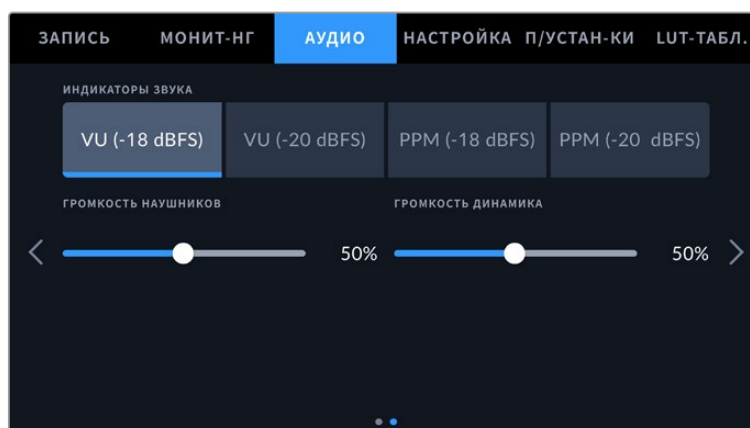 ЗАПИСЬ МОНИТ-НГ АУДИО НАСТРОЙКА П/УСТАН-КИ LUT-ТАБЛ.
ИНДИКАТОРЫ ЗВУКА
VU (-18 dBFS) VU (-20 dBFS) PPM (-18 dBFS) PPM (-20 dBFS)
ГРОМКОСТЬ НАУШНИКОВ ГРОМКОСТЬ ДИНАМИКА
50% 50%